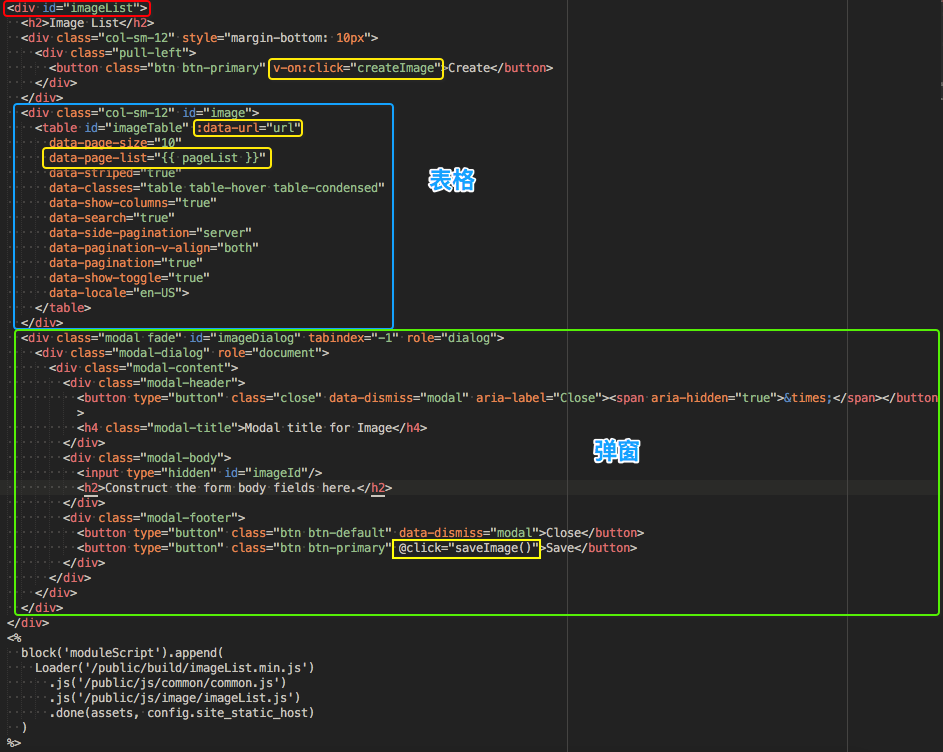 <div id="imageList">
<h2>Image List</h2>
<div class="col-sm-12" style="margin-bottom: 10px">
<div class="pull-left">
<button class="btn btn-primary" v-on:click="createImage">Create</button>
</div>
</div>
<div class="col-sm-12" id="image">
<table id="imageTable" :data-url="url"
data-page-size="10"
data-page-list="{{ pageList }}"
data-striped="true"
data-classes="table table-hover table-condensed"
表格
data-show-columns="true"
data-search="true"
data-side-pagination="server"
data-pagination-v-align="both"
data-pagination="true"
data-show-toggle="true"
data-locale="en-US">
</table>
</div>
<div class="modal fade" id="imageDialog" tabindex="-1" role="dialog">
<div class="modal-dialog" role="document">
<div class="modal-content">
<div class="modal-header">
<button type="button" class="close" data-dismiss="modal" aria-label="Close"><span aria-hidden="true">&times;</span></button
>
<h4 class="modal-title">Modal title for Image</h4>
</div>
弹窗
<div class="modal-body">
<input type="hidden" id="imageId"/>
<h2>Construct the form body fields here.</h2>
</div>
<div class="modal-footer">
<button type="button" class="btn btn-default" data-dismiss="modal">Close</button>
<button type="button" class="btn btn-primary" @click="saveImage()">Save</button>
</div>
</div>
</div>
</div>
</div>
<%
block('moduleScript').append(
Loader('/public/build/imageList.min.js')
.js('/public/js/common/common.js')
.js('/public/js/image/imageList.js')
.done(assets, config.site_static_host)
)
%>